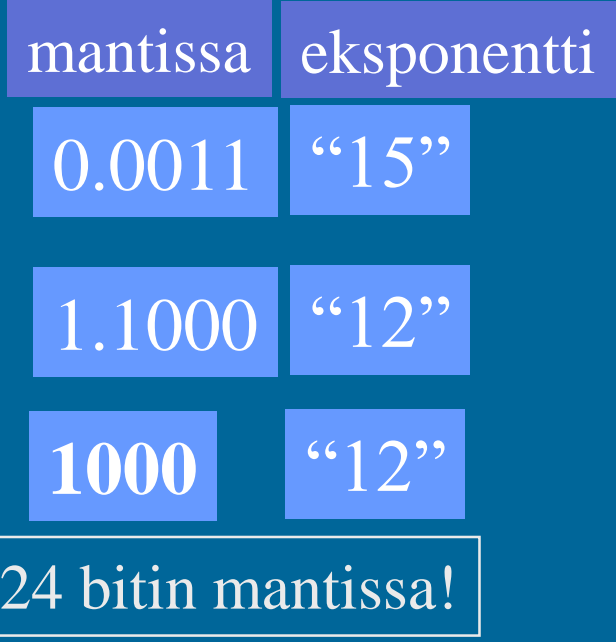 mantissa eksponentti
0.0011 “15”
1.1000 “12”
1000 “12”
24 bitin mantissa!